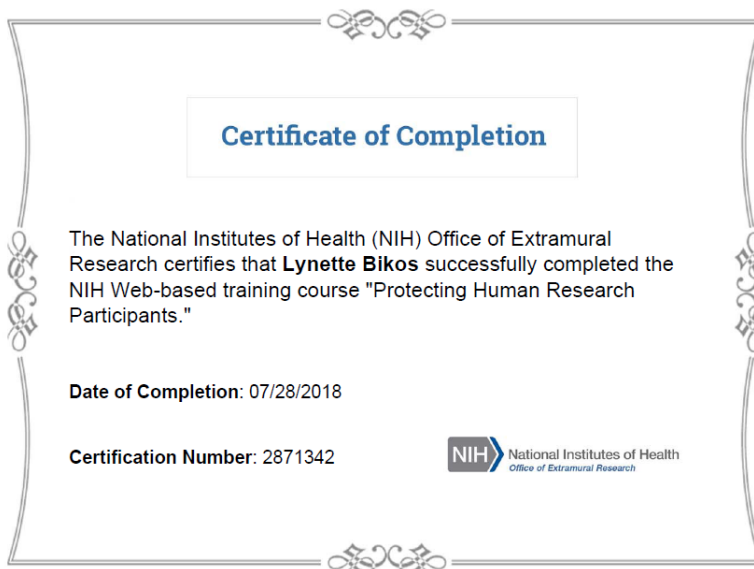 Certificate of Completion
The National Institutes of Health (NIH) Office of Extramural
Research certifies that Lynette Bikos successfully completed the
NIH Web-based training course "Protecting Human Research
Participants."
Date of Completion: 07/28/2018
Certification Number: 2871342
NIH National Institutes of Health
Office of Extramural Research